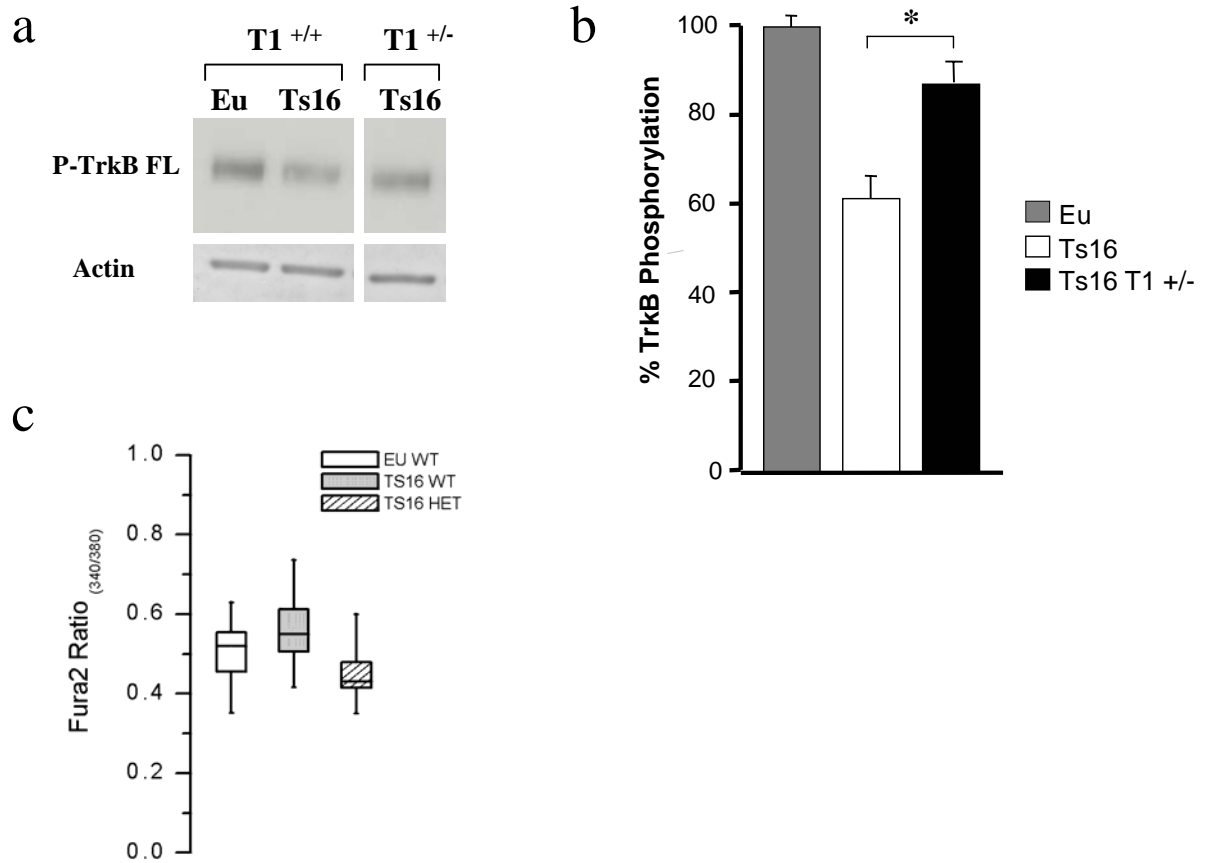 a
T1 +/+ T1 +/-
Eu Ts16 Ts16
P-TrkB FL
Actin
b
% TrkB Phosphorylation
100
80
60
40
20
0
*
Eu
Ts16
Ts16 T1 +/-
c
Fura2 Ratio (340/380)
1.0
0.8
0.6
0.4
0.2
0.0
EU WT
TS16 WT
TS16 HET